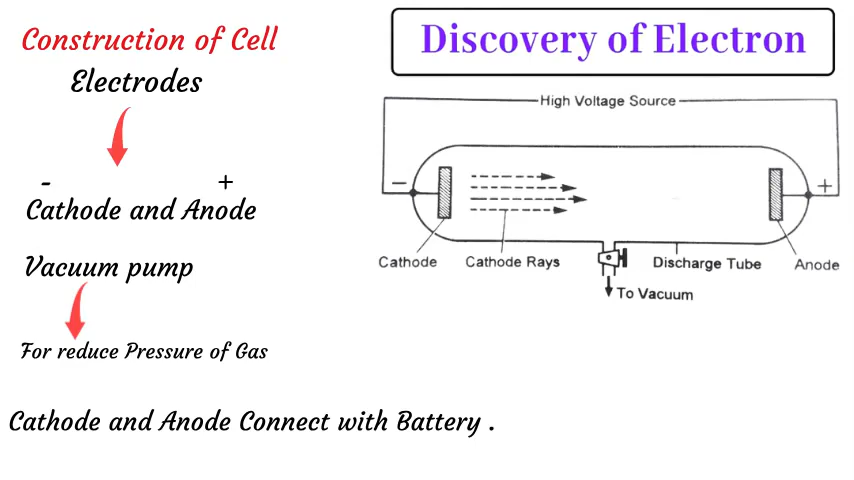 Construction of Cell
Electrodes
- +
Cathode and Anode
Vacuum pump
For reduce Pressure of Gas
Cathode and Anode Connect with Battery .
Discovery of Electron
High Voltage Source
− +
Cathode Cathode Rays Discharge Tube Anode
To Vacuum